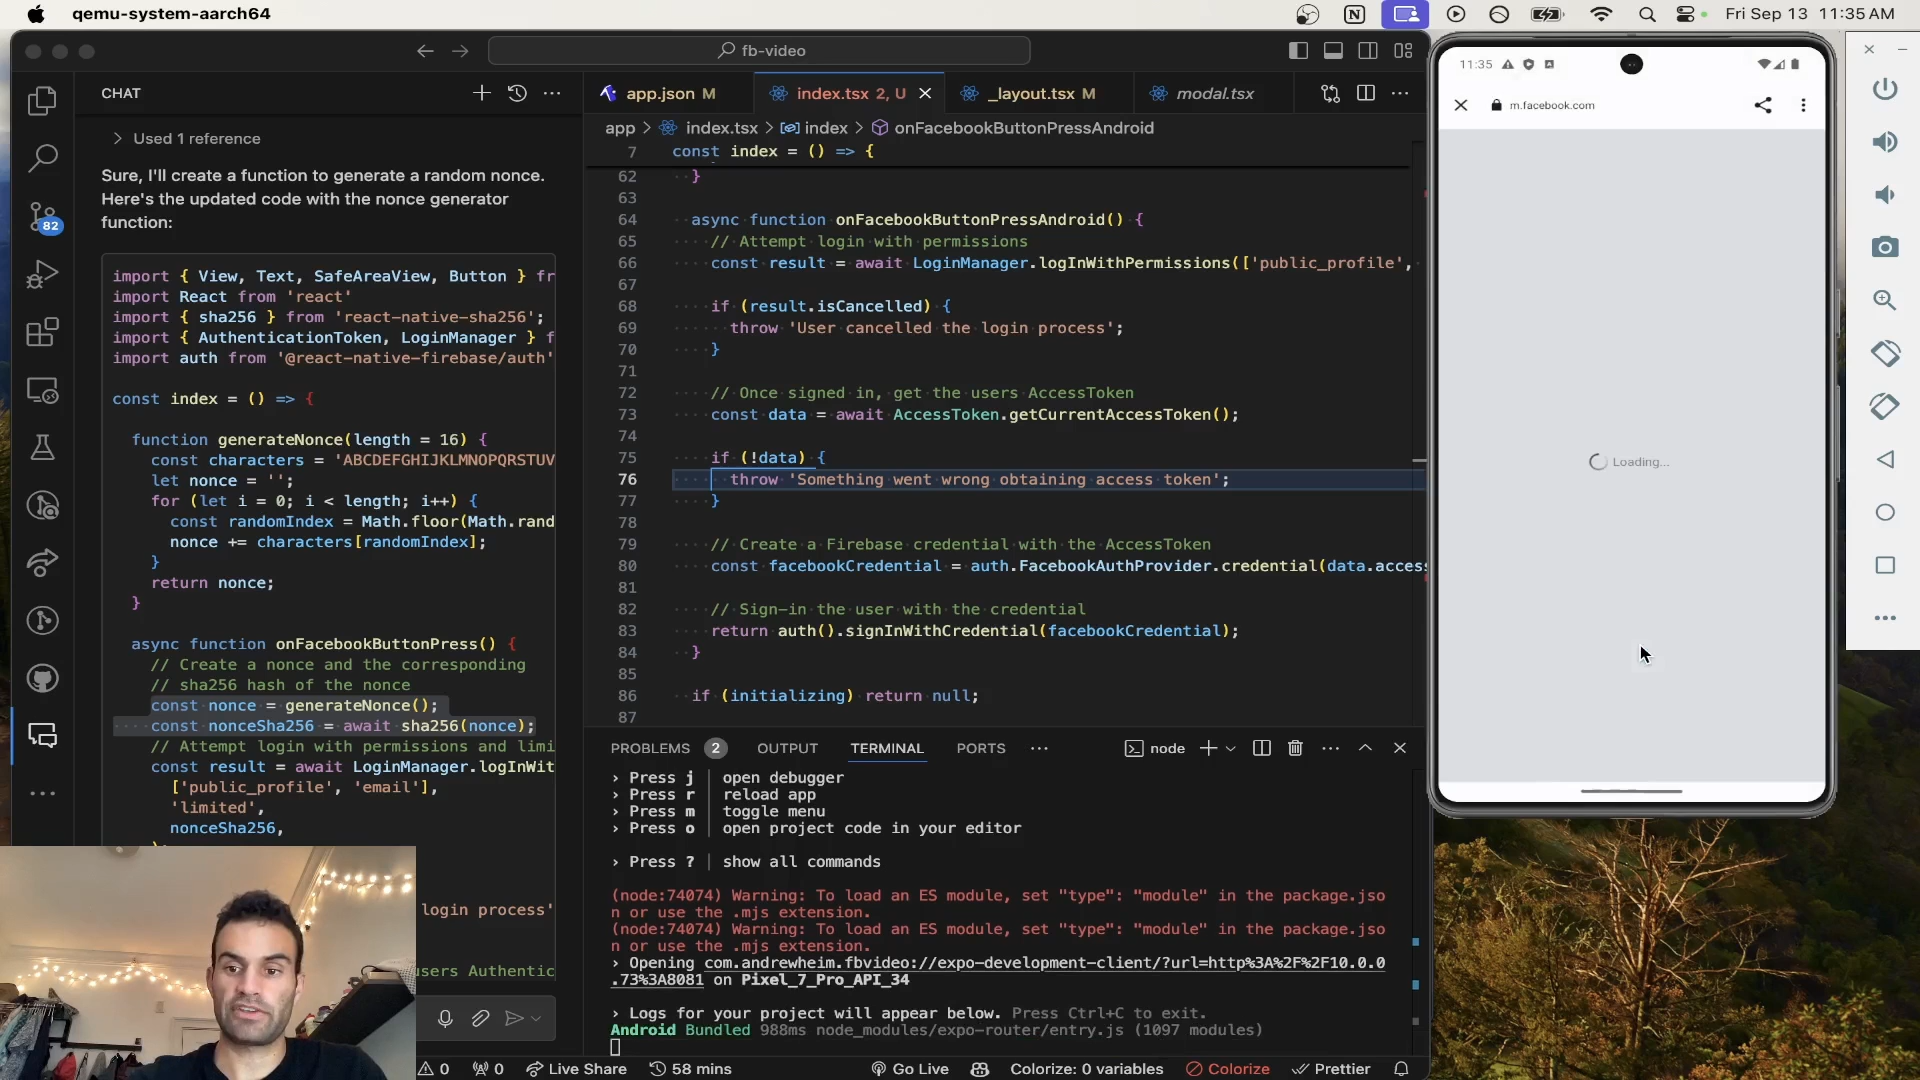 qemu-system-aarch64
Fri Sep 13 11:35 AM
fb-video
CHAT
app.json M
index.tsx 2, U
_layout.tsx M
modal.tsx
app > index.tsx > index > onFacebookButtonPressAndroid
Used 1 reference
Sure, I'll create a function to generate a random nonce.
Here's the updated code with the nonce generator
function:
import { View, Text, SafeAreaView, Button } fr
import React from 'react'
import { sha256 } from 'react-native-sha256';
import { AuthenticationToken, LoginManager } f
import auth from '@react-native-firebase/auth'
const index = () => {
function generateNonce(length = 16) {
const characters = 'ABCDEFGHIJKLMNOPQRSTUV
let nonce = '';
for (let i = 0; i < length; i++) {
const randomIndex = Math.floor(Math.rand
nonce += characters[randomIndex];
}
return nonce;
}
async function onFacebookButtonPress() {
// Create a nonce and the corresponding
// sha256 hash of the nonce
const nonce = generateNonce();
const nonceSha256 = await sha256(nonce);
// Attempt login with permissions and limi
const result = await LoginManager.logInWit
['public_profile', 'email'],
'limited',
nonceSha256,
login process'
users Authentic
82
7 const index = () => {
62 }
63
64 async function onFacebookButtonPressAndroid() {
65 // Attempt login with permissions
66 const result = await LoginManager.logInWithPermissions(['public_profile',
67
68 if (result.isCancelled) {
69 throw 'User cancelled the login process';
70 }
71
72 // Once signed in, get the users AccessToken
73 const data = await AccessToken.getCurrentAccessToken();
74
75 if (!data) {
76 throw 'Something went wrong obtaining access token';
77 }
78
79 // Create a Firebase credential with the AccessToken
80 const facebookCredential = auth.FacebookAuthProvider.credential(data.acces
81
82 // Sign-in the user with the credential
83 return auth().signInWithCredential(facebookCredential);
84 }
85
86 if (initializing) return null;
87
PROBLEMS 2 OUTPUT TERMINAL PORTS ··· node
› Press j │ open debugger
› Press r │ reload app
› Press m │ toggle menu
› Press o │ open project code in your editor
› Press ? │ show all commands
(node:74074) Warning: To load an ES module, set "type": "module" in the package.jso
n or use the .mjs extension.
(node:74074) Warning: To load an ES module, set "type": "module" in the package.jso
n or use the .mjs extension.
› Opening com.andrewheim.fbvideo://expo-development-client/?url=http%3A%2F%2F10.0.0
.73%3A8081 on Pixel_7_Pro_API_34
› Logs for your project will appear below. Press Ctrl+C to exit.
Android Bundled 988ms node_modules/expo-router/entry.js (1097 modules)
0 0 Live Share 58 mins Go Live Colorize: 0 variables Colorize Prettier
11:35
m.facebook.com
Loading...